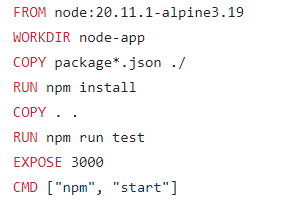 FROM node:20.11.1-alpine3.19
WORKDIR node-app
COPY package*.json ./
RUN npm install
COPY . .
RUN npm run test
EXPOSE 3000
CMD ["npm", "start"]